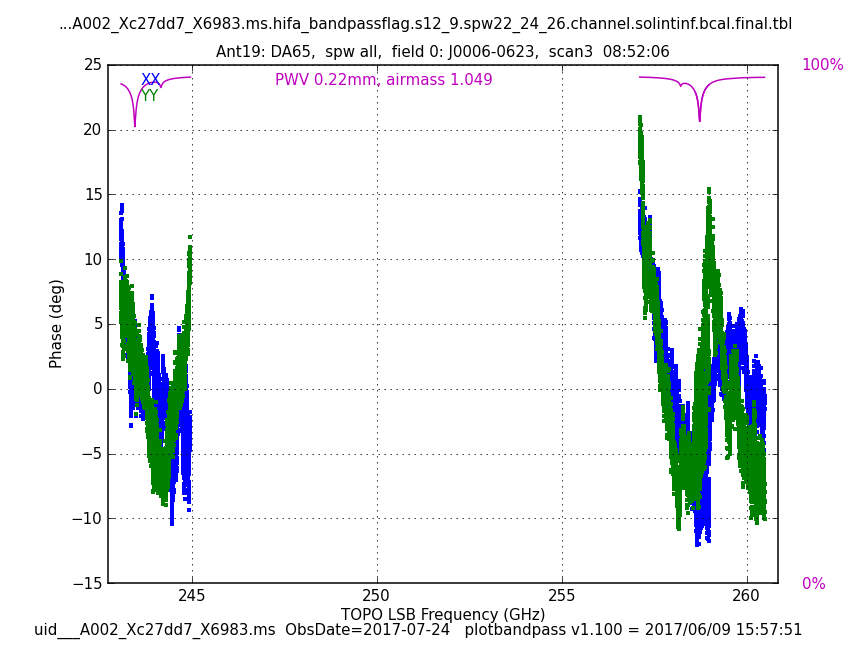 ...A002_Xc27dd7_X6983.ms.hifa_bandpassflag.s12_9.spw22_24_26.channel.solintinf.bcal.final.tbl
Ant19: DA65,  spw all,  field 0: J0006-0623,  scan3  08:52:06
25
100%
XX
PWV 0.22mm, airmass 1.049
YY
20
15
10
5
0
−5
−10
−15
0%
Phase (deg)
245
250
255
260
TOPO LSB Frequency (GHz)
uid___A002_Xc27dd7_X6983.ms  ObsDate=2017-07-24   plotbandpass v1.100 = 2017/06/09 15:57:51